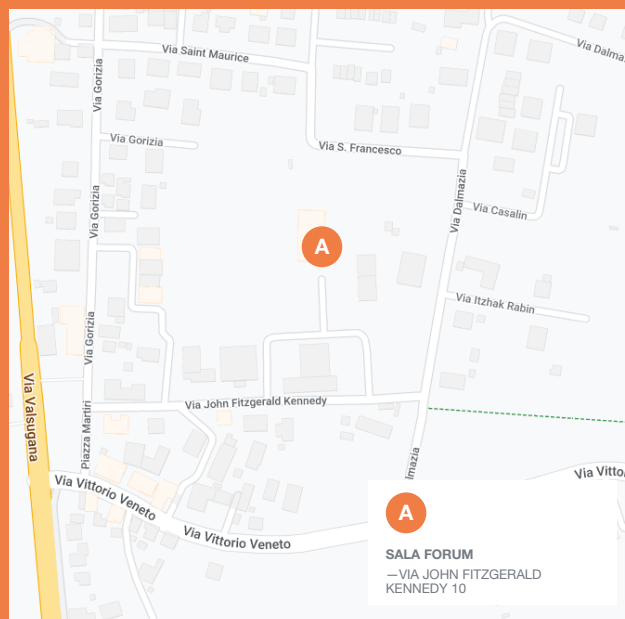 Via Dalma
Via Saint Maurice
Via Gorizia
Via Gorizia
Via S. Francesco
Via Gorizia
Via Dalmazia
Via Casalin
A
Via Itzhak Rabin
Via Gorizia
Via Valsugana
Via John Fitzgerald Kennedy
Piazza Martiri
lmazia
Via Vitto
Via Vittorio Veneto
Via Vittorio Veneto
A
SALA FORUM
—VIA JOHN FITZGERALD
KENNEDY 10